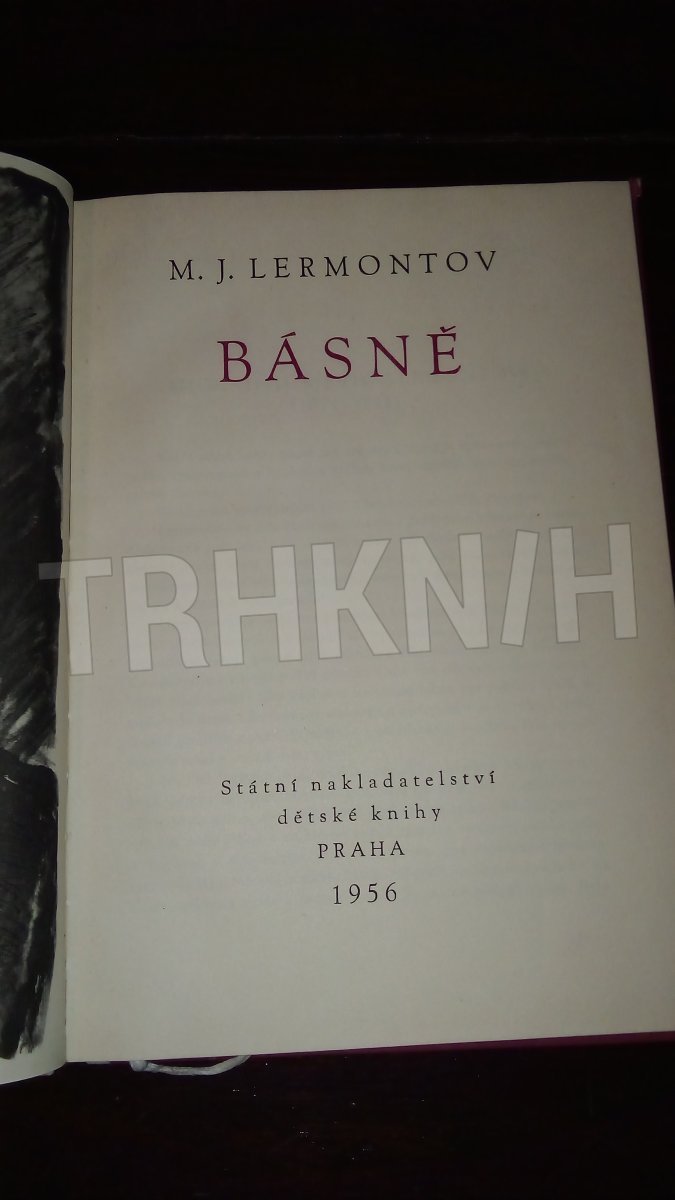 M. J. LERMONTOV
BÁSNĚ
TRHKNIH
Státní nakladatelství
dětské knihy
PRAHA
1956